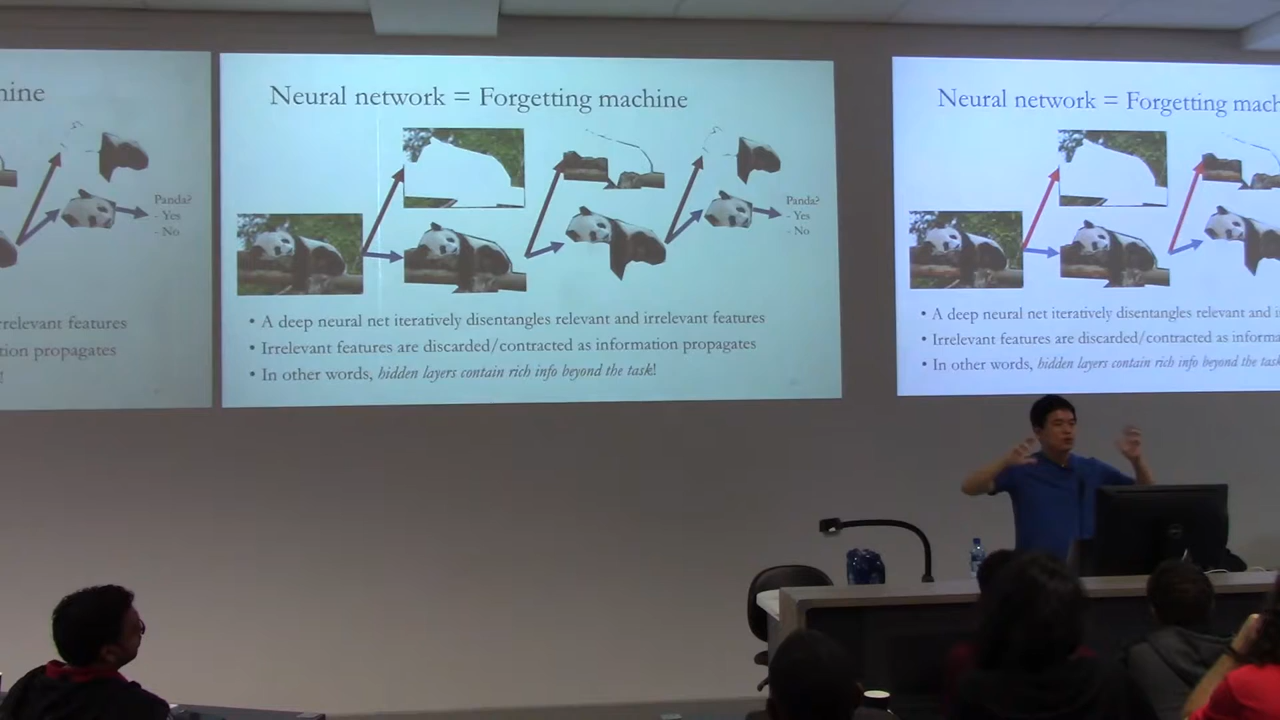 hine
Panda?
- Yes
- No
relevant features
tion propagates
!
Neural network = Forgetting machine
Panda?
- Yes
- No
• A deep neural net iteratively disentangles relevant and irrelevant features
• Irrelevant features are discarded/contracted as information propagates
• In other words, hidden layers contain rich info beyond the task!
Neural network = Forgetting mach
• A deep neural net iteratively disentangles relevant and i
• Irrelevant features are discarded/contracted as informa
• In other words, hidden layers contain rich info beyond the task